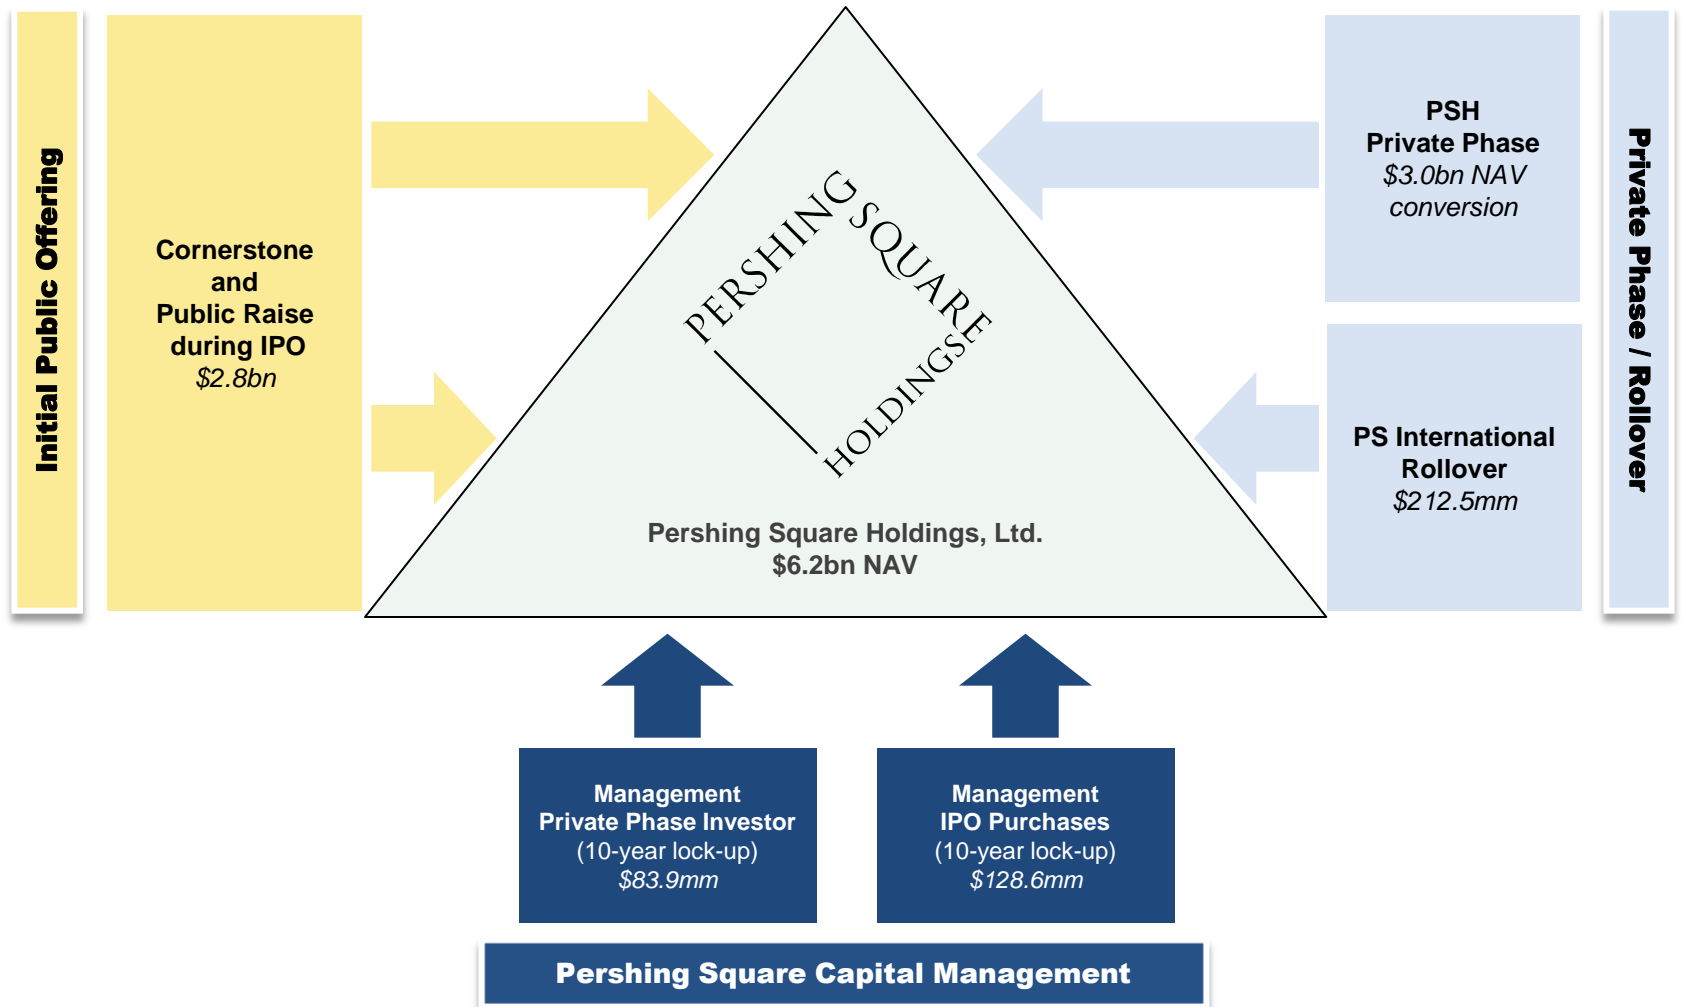 Initial Public Offering
Cornerstone
and
Public Raise
during IPO
$2.8bn
PERSHING
SQUARE
HOLDINGS,
Pershing Square Holdings, Ltd.
$6.2bn NAV
PSH
Private Phase
$3.0bn NAV
conversion
PS International
Rollover
$212.5mm
Private Phase / Rollover
Management
Private Phase Investor
(10-year lock-up)
$83.9mm
Management
IPO Purchases
(10-year lock-up)
$128.6mm
Pershing Square Capital Management